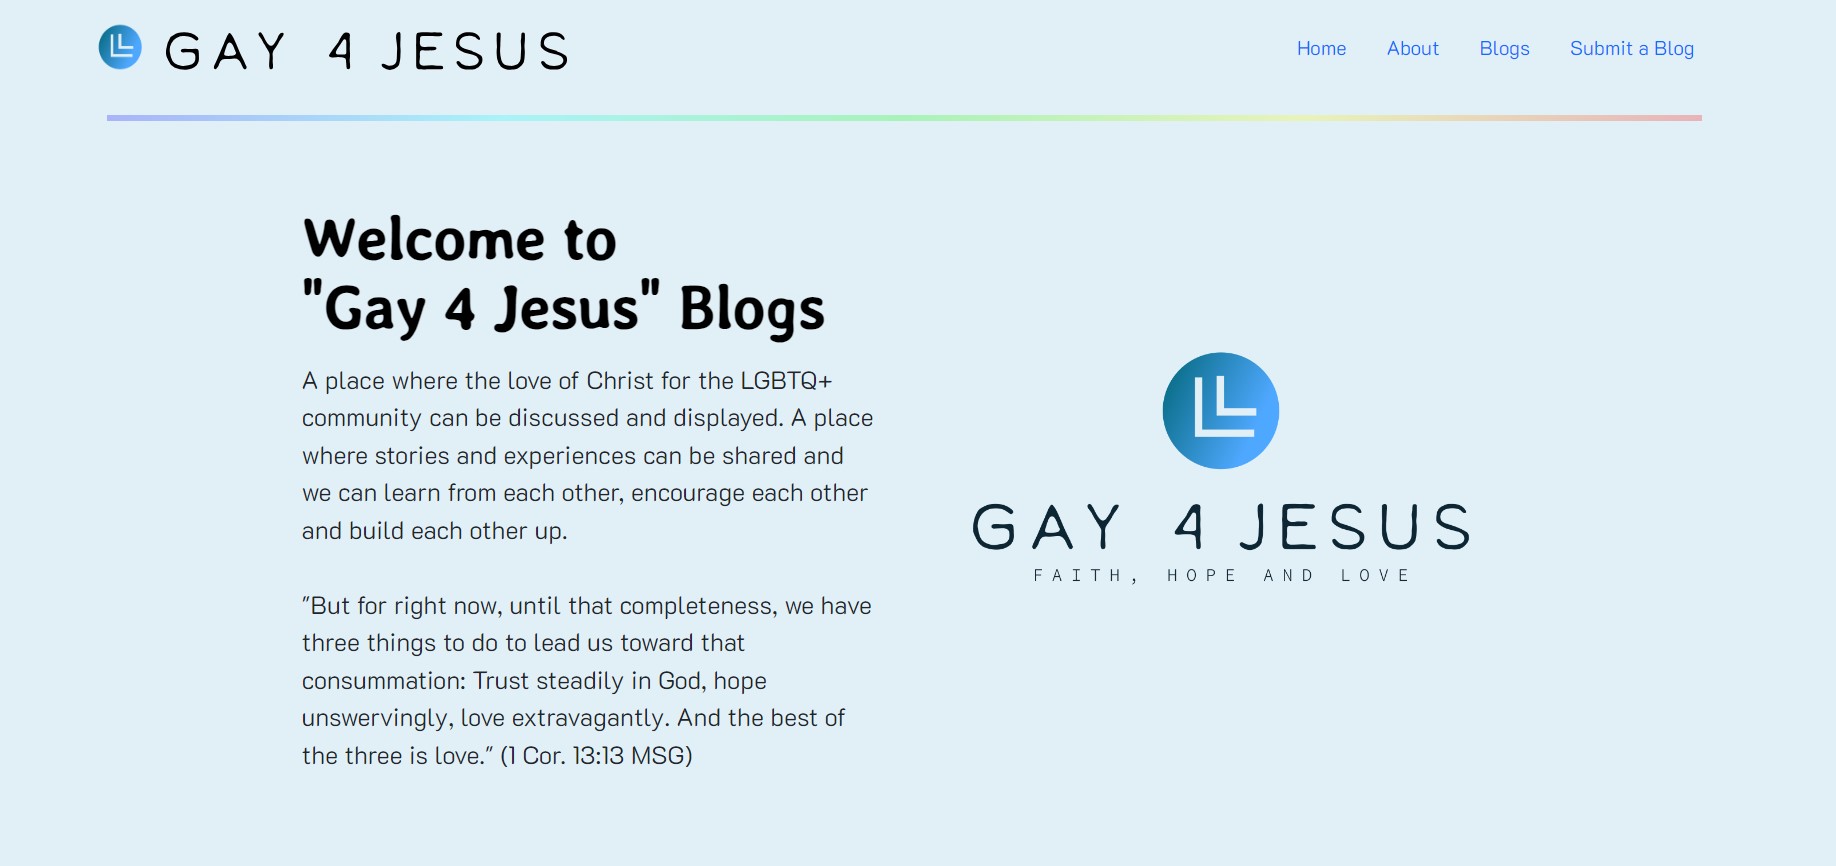 GAY 4 JESUS
Home
About
Blogs
Submit a Blog
Welcome to
"Gay 4 Jesus" Blogs
A place where the love of Christ for the LGBTQ+
community can be discussed and displayed. A place
where stories and experiences can be shared and
we can learn from each other, encourage each other
and build each other up.
"But for right now, until that completeness, we have
three things to do to lead us toward that
consummation: Trust steadily in God, hope
unswervingly, love extravagantly. And the best of
the three is love." (1 Cor. 13:13 MSG)
GAY 4 JESUS
FAITH, HOPE AND LOVE